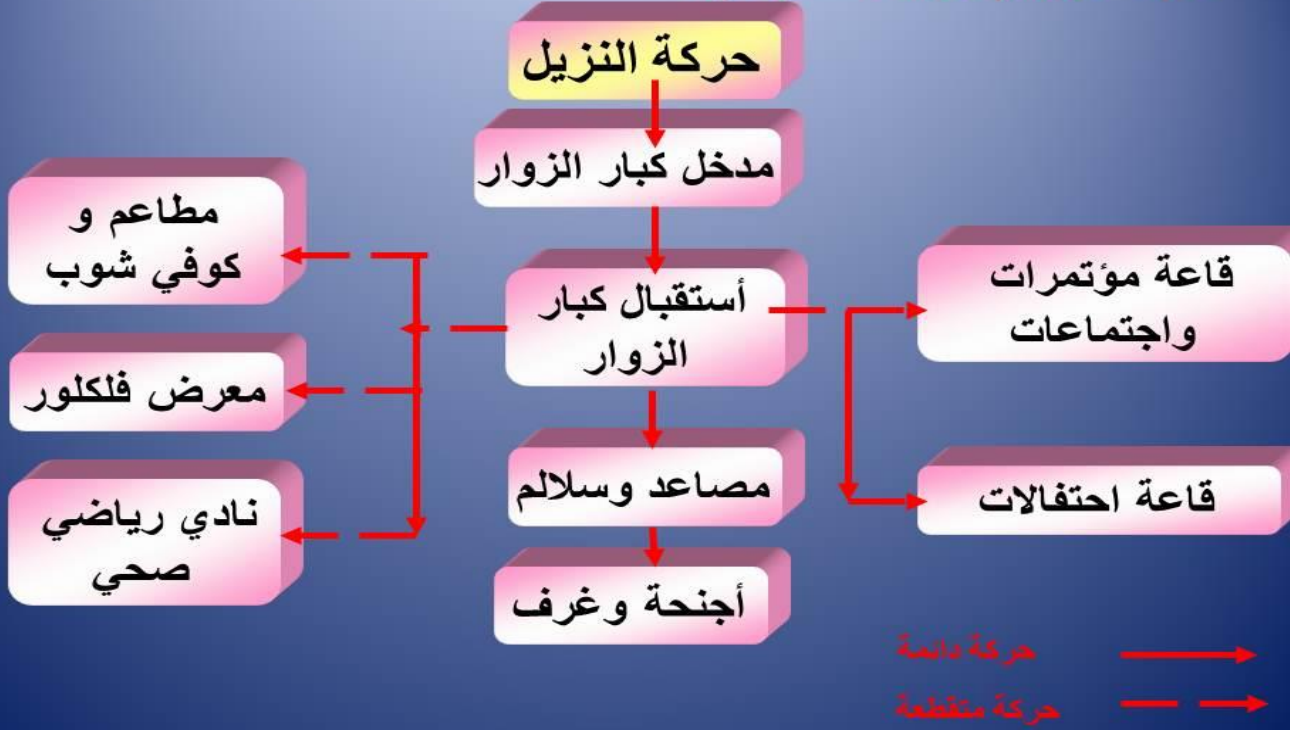 حركة النزيل
مدخل كبار الزوار
أستقبال كبار
الزوار
مصاعد وسلالم
أجنحة وغرف
قاعة مؤتمرات
واجتماعات
قاعة احتفالات
مطاعم و
كوفي شوب
معرض فلكلور
نادي رياضي
صحي
حركة دائمة
حركة متقطعة